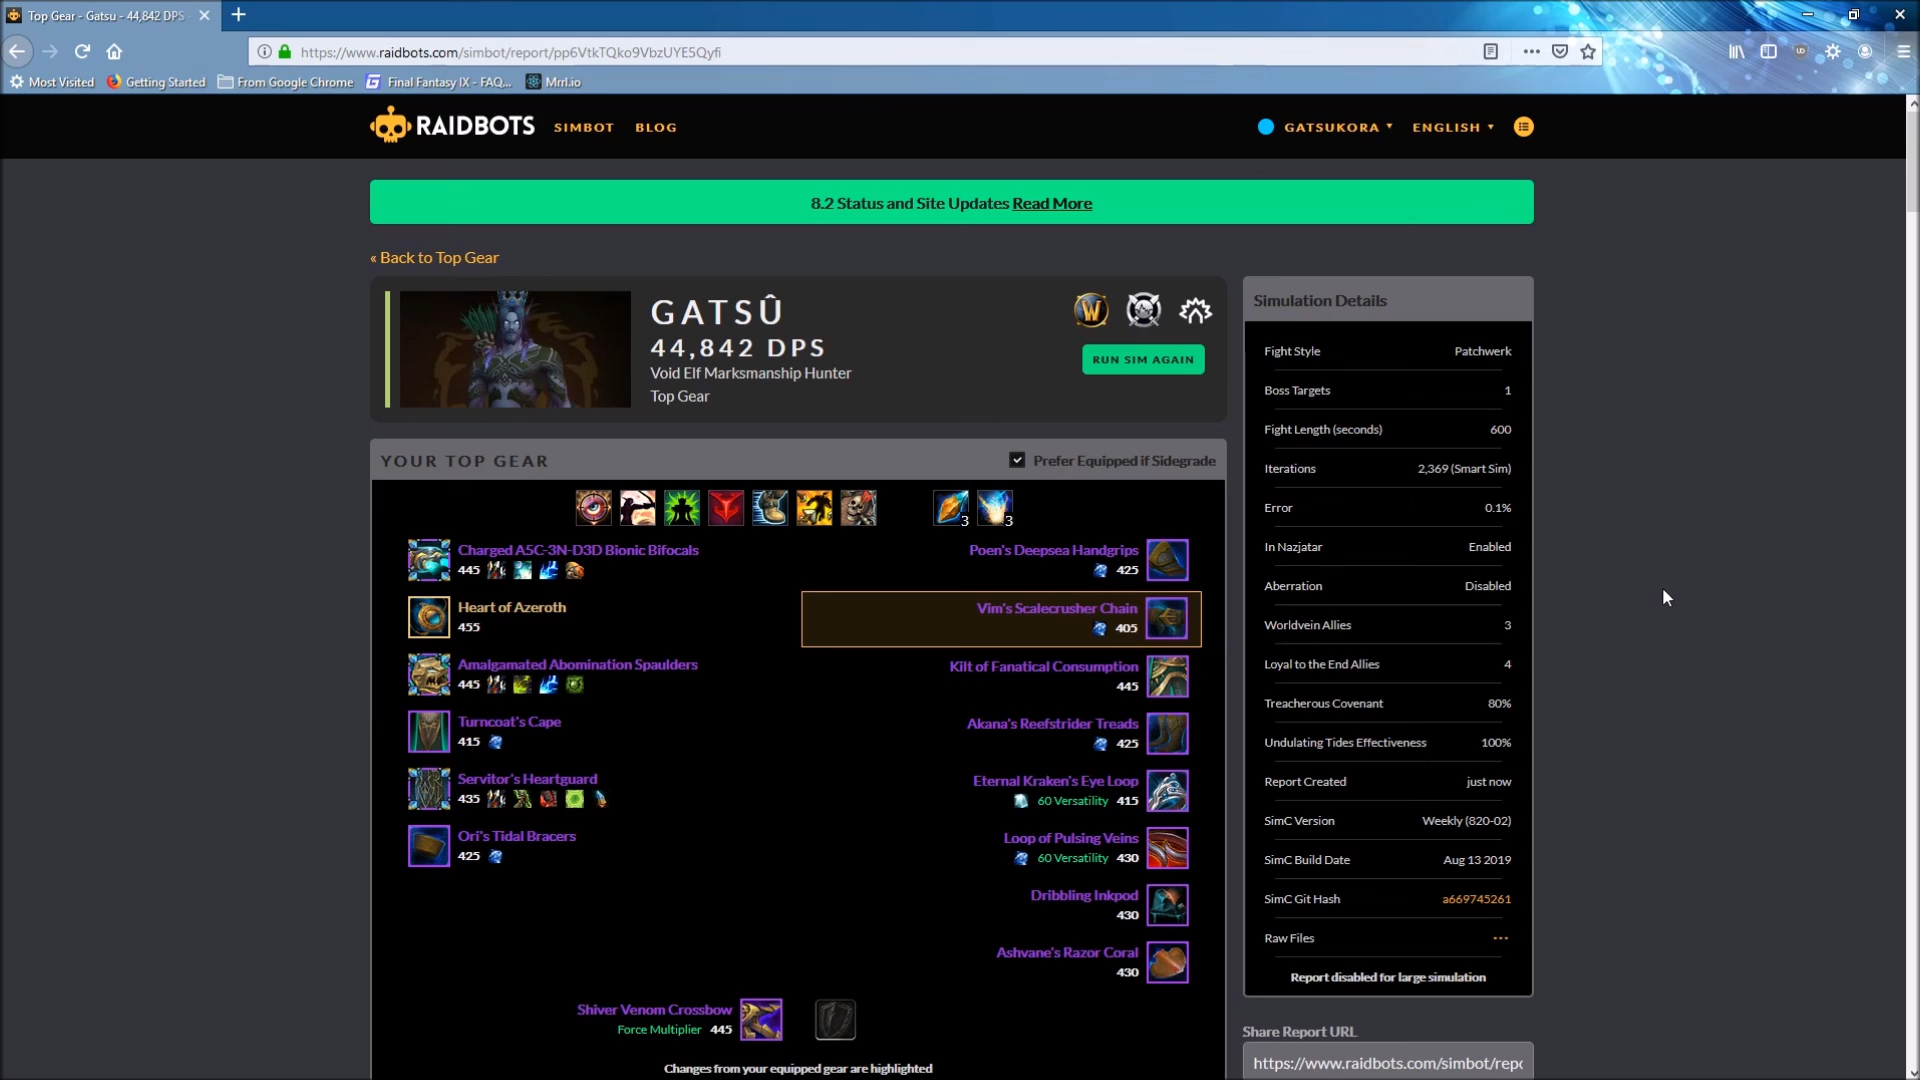 Top Gear - Gatsu - 44,842 DPS
https://www.raidbots.com/simbot/report/pp6VtkTQko9VbzUYE5Qyfi
Most Visited
Getting Started
From Google Chrome
Final Fantasy IX - FAQ...
Mrrl.io
RAIDBOTS
SIMBOT
BLOG
GATSUKORA
ENGLISH
8.2 Status and Site Updates Read More
« Back to Top Gear
GATSÛ
44,842 DPS
Void Elf Marksmanship Hunter
Top Gear
RUN SIM AGAIN
YOUR TOP GEAR
Prefer Equipped if Sidegrade
3
3
Charged A5C-3N-D3D Bionic Bifocals
445
Heart of Azeroth
455
Amalgamated Abomination Spaulders
445
Turncoat's Cape
415
Servitor's Heartguard
435
Ori's Tidal Bracers
425
Poen's Deepsea Handgrips
425
Vim's Scalecrusher Chain
405
Kilt of Fanatical Consumption
445
Akana's Reefstrider Treads
425
Eternal Kraken's Eye Loop
60 Versatility 415
Loop of Pulsing Veins
60 Versatility 430
Dribbling Inkpod
430
Ashvane's Razor Coral
430
Shiver Venom Crossbow
Force Multiplier 445
Changes from your equipped gear are highlighted
Simulation Details
Fight Style Patchwerk
Boss Targets 1
Fight Length (seconds) 600
Iterations 2,369 (Smart Sim)
Error 0.1%
In Nazjatar Enabled
Aberration Disabled
Worldvein Allies 3
Loyal to the End Allies 4
Treacherous Covenant 80%
Undulating Tides Effectiveness 100%
Report Created just now
SimC Version Weekly (820-02)
SimC Build Date Aug 13 2019
SimC Git Hash a669745261
Raw Files ...
Report disabled for large simulation
Share Report URL
https://www.raidbots.com/simbot/repo